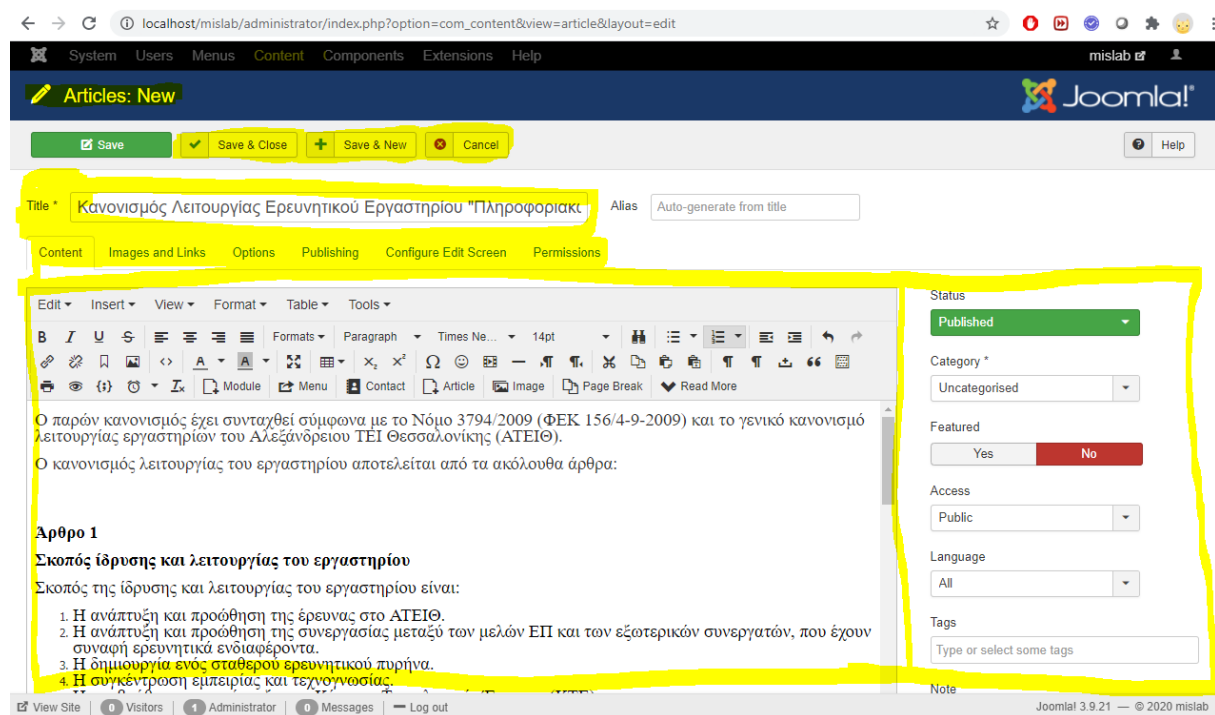 localhost/mislab/administrator/index.php?option=com_content&view=article&layout=edit
System Users Menus Content Components Extensions Help mislab
Articles: New Joomla!
Save Save & Close Save & New Cancel Help
Title * Κανονισμός Λειτουργίας Ερευνητικού Εργαστηρίου "Πληροφοριακα Alias Auto-generate from title
Content Images and Links Options Publishing Configure Edit Screen Permissions
Edit Insert View Format Table Tools
B I U S Formats Paragraph Times Ne... 14pt
Module Menu Contact Article Image Page Break Read More
Ο παρών κανονισμός έχει συνταχθεί σύμφωνα με το Νόμο 3794/2009 (ΦΕΚ 156/4-9-2009) και το γενικό κανονισμό
λειτουργίας εργαστηρίων του Αλεξάνδρειου ΤΕΙ Θεσσαλονίκης (ΑΤΕΙΘ).
Ο κανονισμός λειτουργίας του εργαστηρίου αποτελείται από τα ακόλουθα άρθρα:
Άρθρο 1
Σκοπός ίδρυσης και λειτουργίας του εργαστηρίου
Σκοπός της ίδρυσης και λειτουργίας του εργαστηρίου είναι:
1. Η ανάπτυξη και προώθηση της έρευνας στο ΑΤΕΙΘ.
2. Η ανάπτυξη και προώθηση της συνεργασίας μεταξύ των μελών ΕΠ και των εξωτερικών συνεργατών, που έχουν
συναφή ερευνητικά ενδιαφέροντα.
3. Η δημιουργία ενός σταθερού ερευνητικού πυρήνα.
4. Η συγκέντρωση εμπειρίας και τεχνογνωσίας.
Status
Published
Category *
Uncategorised
Featured
Yes No
Access
Public
Language
All
Tags
Type or select some tags
Note
View Site 0 Visitors 1 Administrator 0 Messages Log out Joomla! 3.9.21 — © 2020 mislab